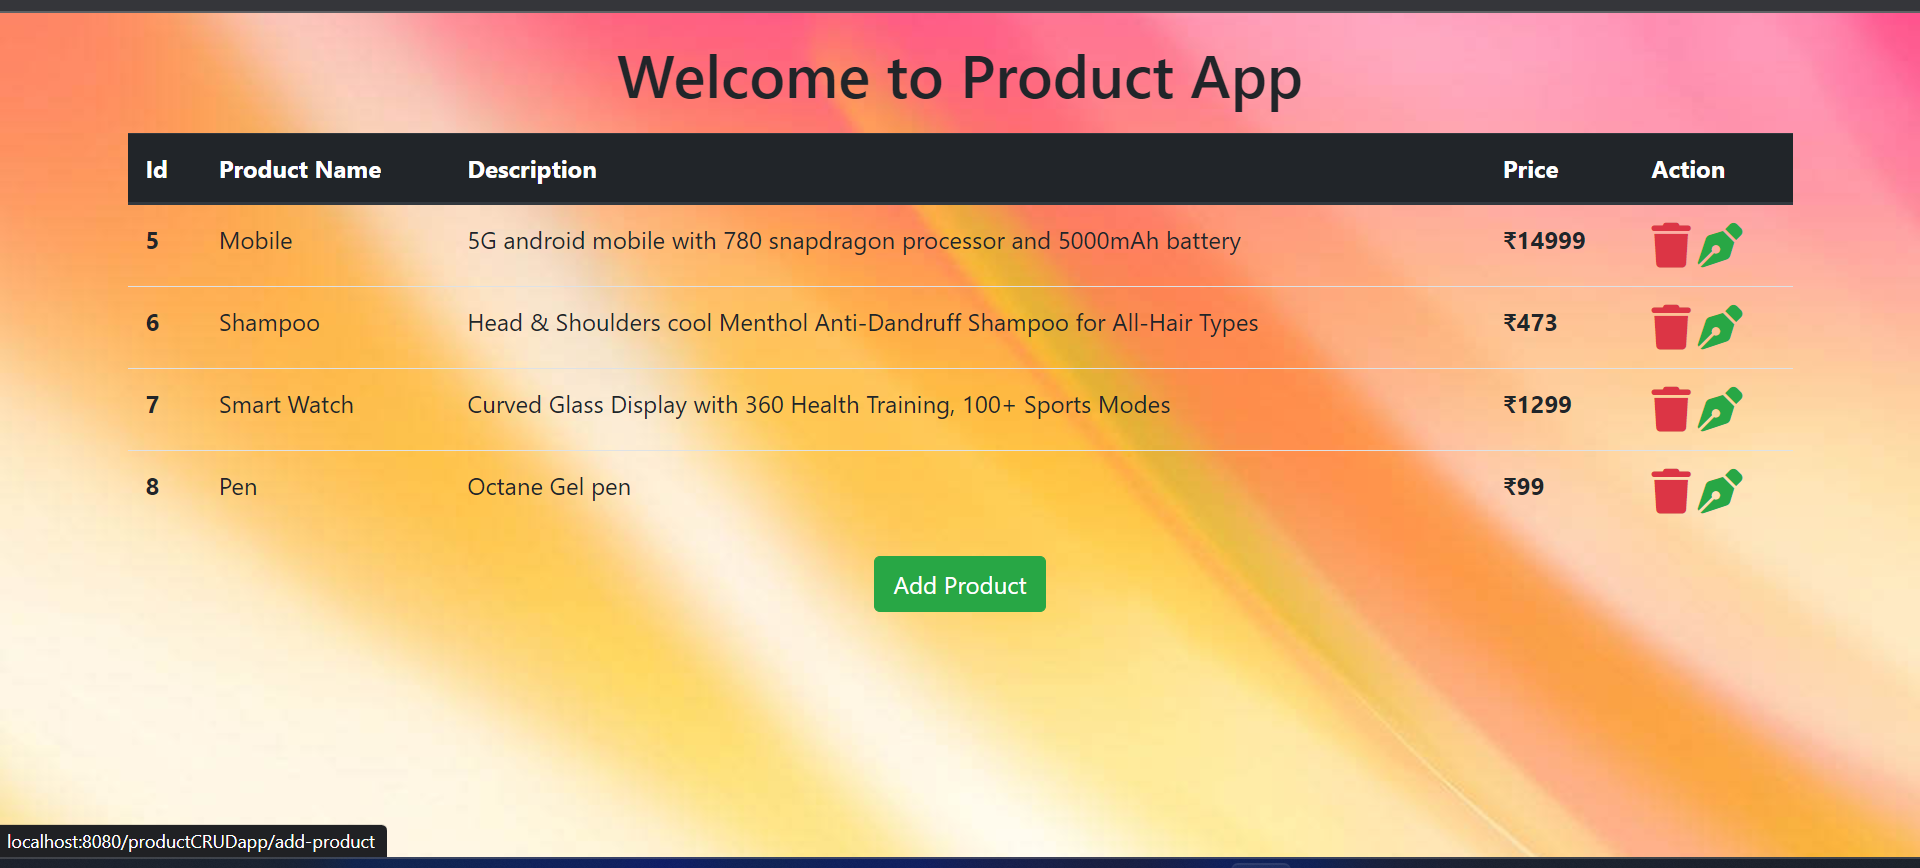 Welcome to Product App
Id Product Name Description Price Action
5 Mobile 5G android mobile with 780 snapdragon processor and 5000mAh battery ₹14999
6 Shampoo Head & Shoulders cool Menthol Anti-Dandruff Shampoo for All-Hair Types ₹473
7 Smart Watch Curved Glass Display with 360 Health Training, 100+ Sports Modes ₹1299
8 Pen Octane Gel pen ₹99
Add Product
localhost:8080/productCRUDapp/add-product